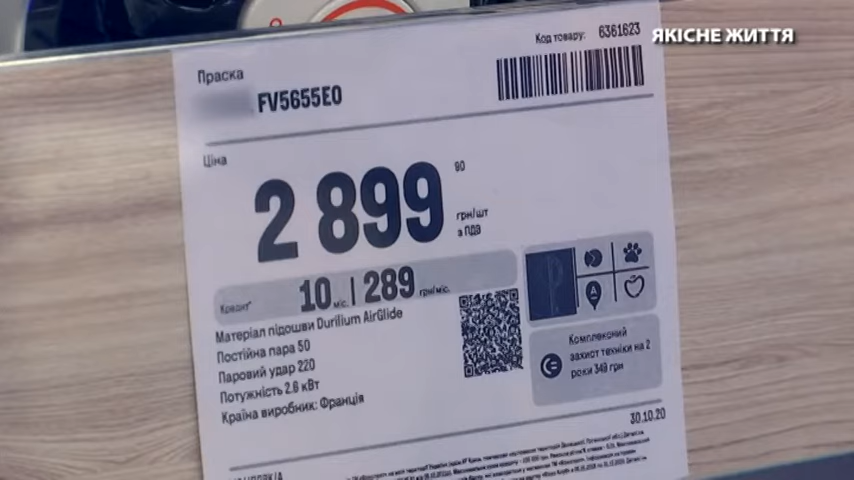 ЯКІСНЕ ЖИТТЯ
Код товару: 6361623
Праска
FV5655E0
Ціна
2 899 90
грн/шт
з ПДВ
Кредит* 10 міс. | 289 грн/міс.
Матеріал підошви Durilium AirGlide
Постійна пара 50
Паровий удар 220
Потужність 2.6 кВт
Країна виробник: Франція
Комплексний
захист техніки на 2
роки 349 грн
30.10.20